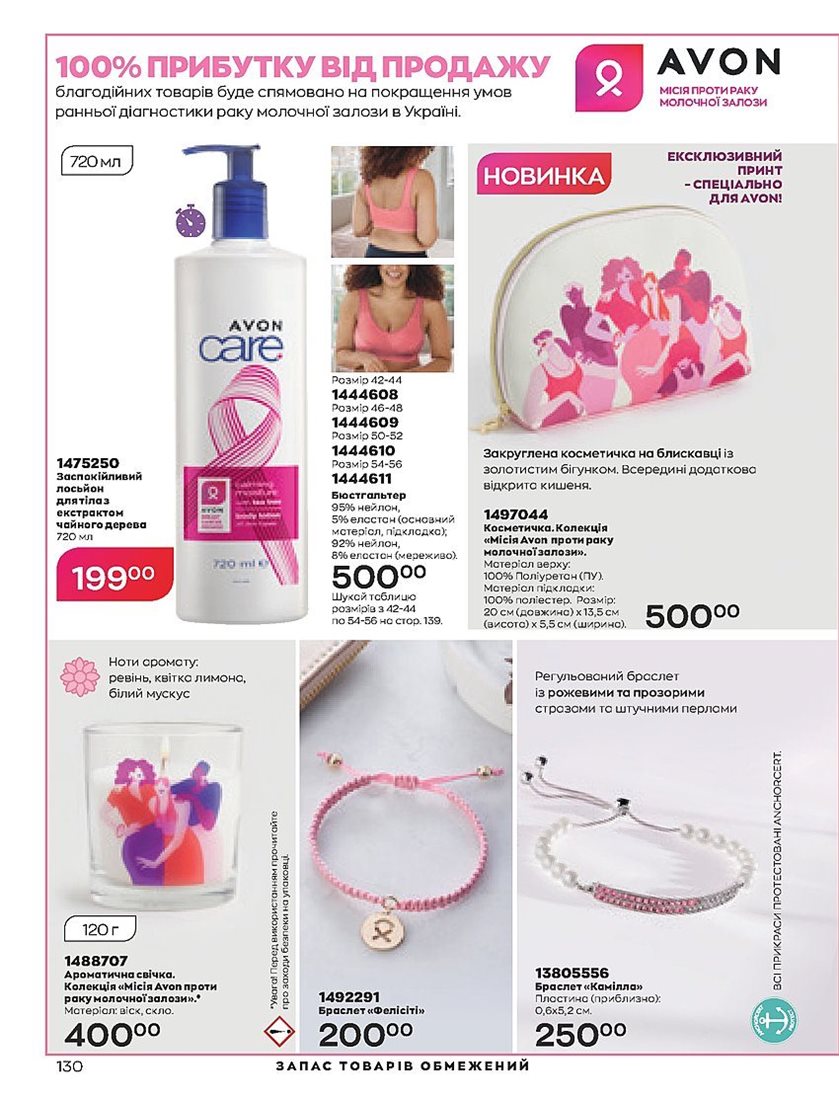 100% ПРИБУТКУ ВІД ПРОДАЖУ
благодійних товарів буде спямовано на покращення умов
ранньої діагностики раку молочної залози в Україні.
AVON
МІСІЯ ПРОТИ РАКУ
МОЛОЧНОЇ ЗАЛОЗИ
720 мл
AVON
care
720 ml e
1475250
Заспокійливий
лосьйон
для тіла з
екстрактом
чайного дерева
720 мл
19900
Розмір 42-44
1444608
Розмір 46-48
1444609
Розмір 50-52
1444610
Розмір 54-56
1444611
Бюстгальтер
95% нейлон,
5% еластон (основний
матеріал, підкладка);
92% нейлон,
8% еластон (мереживо).
50000
Шукай таблицю
розмірів з 42-44
по 54-56 на стор. 139.
НОВИНКА
ЕКСКЛЮЗИВНИЙ
ПРИНТ
- СПЕЦІАЛЬНО
ДЛЯ AVON!
Закруглена косметичка на блискавці із
золотистим бігунком. Всередині додаткова
відкрита кишеня.
1497044
Косметичка. Колекція
«Місія Avon проти раку
молочної залози».
Матеріал верху:
100% Поліуретан (ПУ).
Матеріал підкладки:
100% поліестер. Розмір:
20 см (довжина) x 13,5 см
(висота) x 5,5 см (ширина).
50000
Ноти аромату:
ревінь, квітка лимона,
білий мускус
120 г
1488707
Ароматична свічка.
Колекція «Місія Avon проти
раку молочної залози».*
Матеріал: віск, скло.
40000
*Увага! Перед використанням прочитайте
про заходи безпеки на упаковці.
1492291
Браслет «Фелісіті»
20000
Регульований браслет
із рожевими та прозорими
стразами та штучними перлами
13805556
Браслет «Камілла»
Пластина (приблизно):
0,6x5,2 см.
25000
ВСІ ПРИКРАСИ ПРОТЕСТОВАНІ ANCHORCERT.
130
ЗАПАС ТОВАРІВ ОБМЕЖЕНИЙ